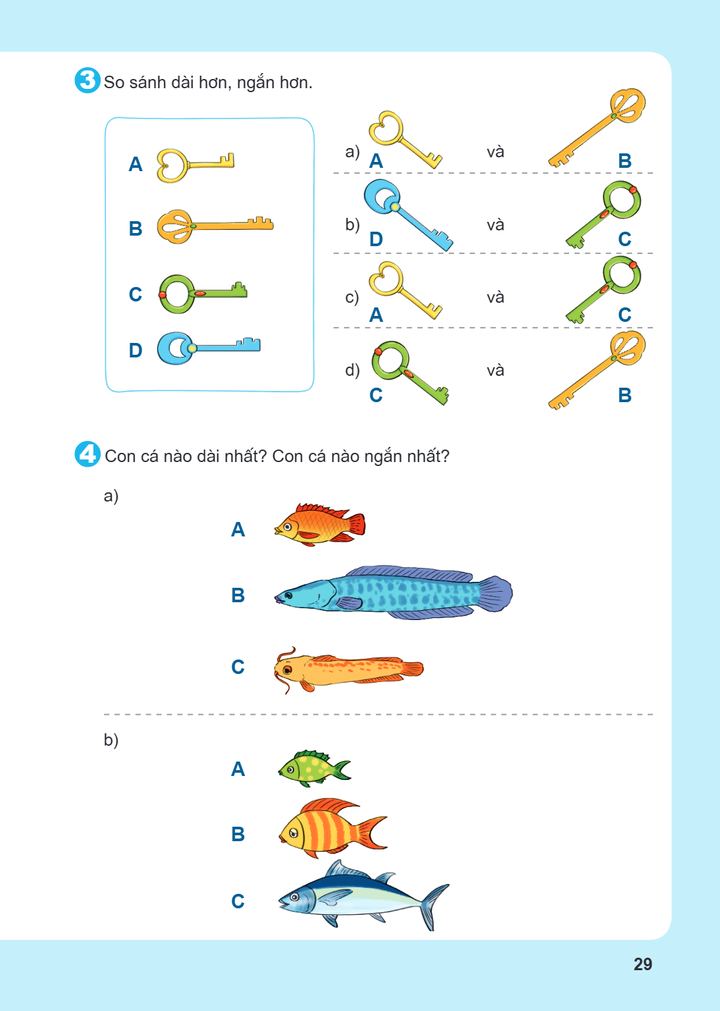 3 So sánh dài hơn, ngắn hơn.
A
B
C
D
a) A và B
b) D và C
c) A và C
d) C và B
4 Con cá nào dài nhất? Con cá nào ngắn nhất?
a)
A
B
C
b)
A
B
C
29